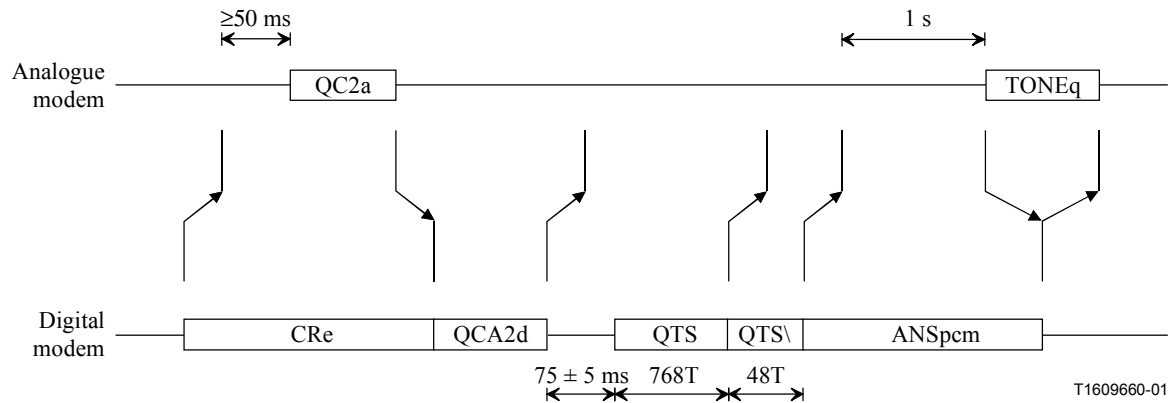 ≥50 ms
1 s
Analogue
modem
QC2a
TONEq
Digital
modem
CRe
QCA2d
QTS
QTS\
ANSpcm
75 ± 5 ms
768T
48T
T1609660-01